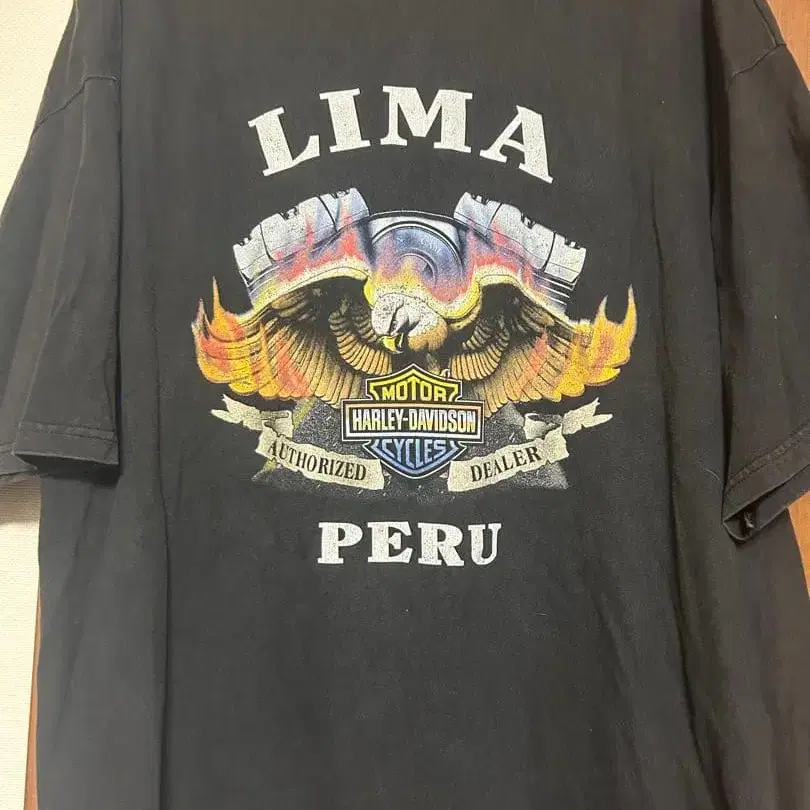 LIMA
MOTOR
HARLEY-DAVIDSON
CYCLES
AUTHORIZED DEALER
PERU